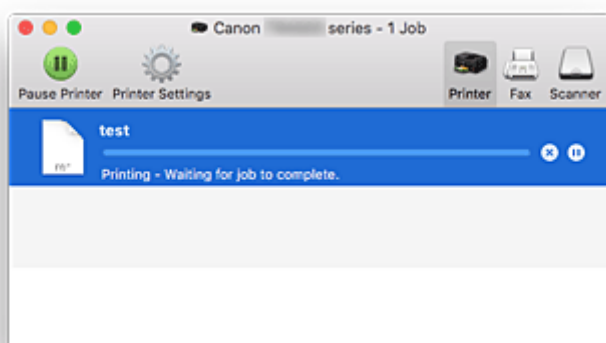 Canon series - 1 Job
Pause Printer Printer Settings Printer Fax Scanner
test
Printing - Waiting for job to complete.